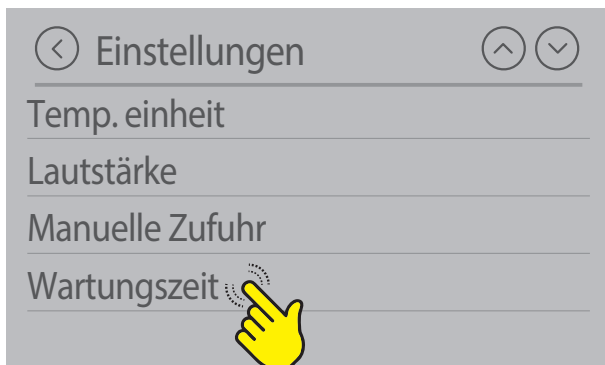 Einstellungen
Temp. einheit
Lautstärke
Manuelle Zufuhr
Wartungszeit